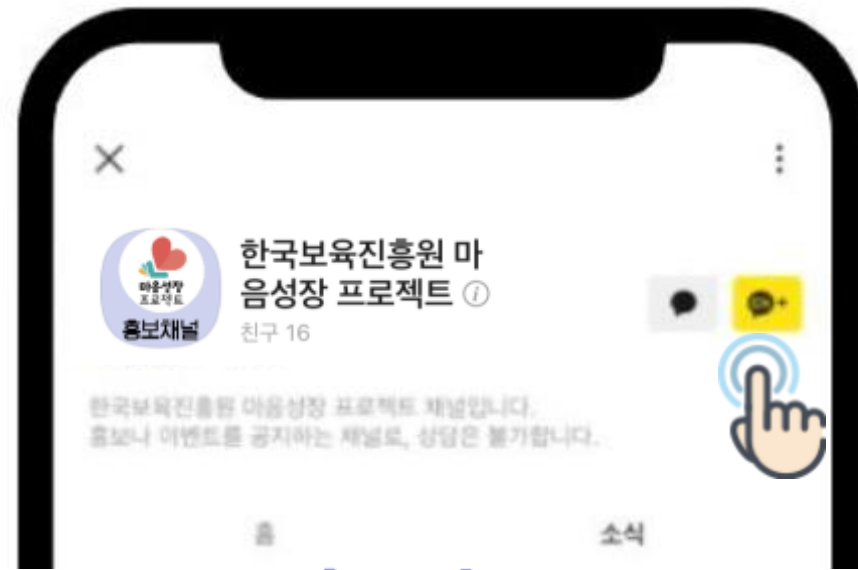 한국보육진흥원 마
음성장 프로젝트
마음성장
프로젝트
홍보채널
친구 16
한국보육진흥원 마음성장 프로젝트 채널입니다.
홍보나 이벤트를 공지하는 채널로, 상담은 불가합니다.
홈
소식